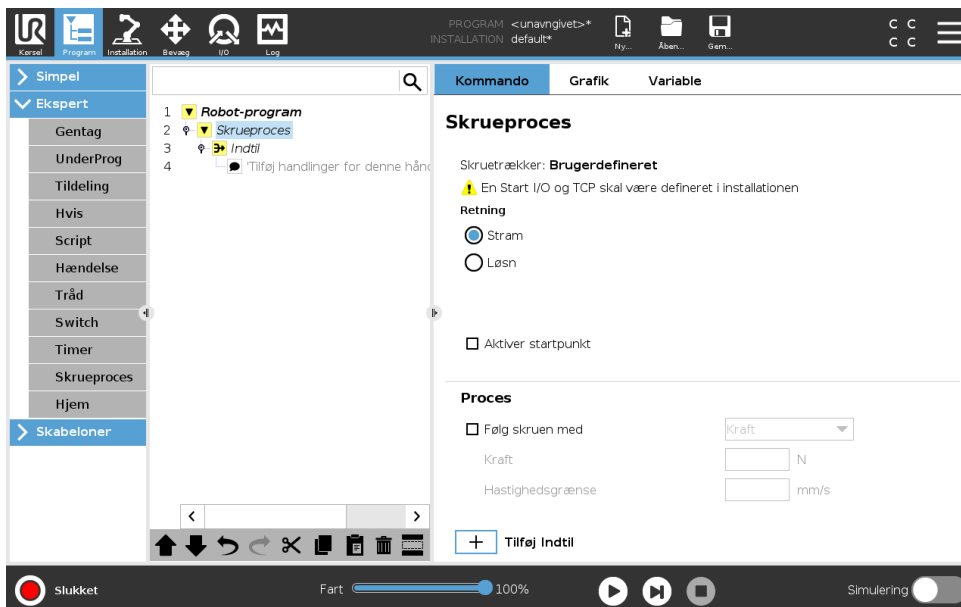 PROGRAM <unavngivet>*
INSTALLATION default*
Kørsel Program Installation Bevæg I/O Log Ny... Åben... Gem...
C C
C C
Simpel
Ekspert
Gentag
UnderProg
Tildeling
Hvis
Script
Hændelse
Tråd
Switch
Timer
Skrueproces
Hjem
Skabeloner
1 Robot-program
2 Skrueproces
3 Indtil
4 'Tilføj handlinger for denne hånd
Kommando Grafik Variable
Skrueproces
Skruetrækker: Brugerdefineret
En Start I/O og TCP skal være defineret i installationen
Retning
Stram
Løsn
Aktiver startpunkt
Proces
Følg skruen med Kraft
Kraft N
Hastighedsgrænse mm/s
Tilføj Indtil
Slukket Fart 100% Simulering